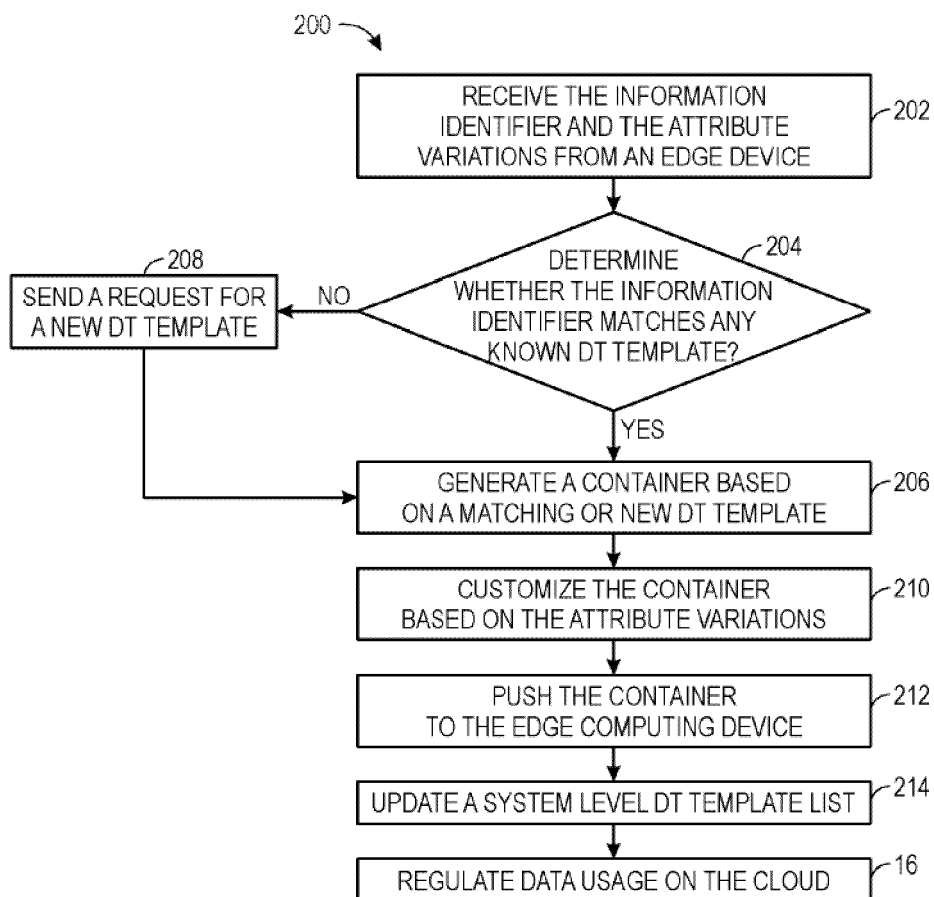 200
RECEIVE THE INFORMATION
IDENTIFIER AND THE ATTRIBUTE
VARIATIONS FROM AN EDGE DEVICE
202
204
DETERMINE
WHETHER THE INFORMATION
IDENTIFIER MATCHES ANY
KNOWN DT TEMPLATE?
NO
208
SEND A REQUEST FOR
A NEW DT TEMPLATE
YES
GENERATE A CONTAINER BASED
ON A MATCHING OR NEW DT TEMPLATE
206
CUSTOMIZE THE CONTAINER
BASED ON THE ATTRIBUTE VARIATIONS
210
PUSH THE CONTAINER
TO THE EDGE COMPUTING DEVICE
212
UPDATE A SYSTEM LEVEL DT TEMPLATE LIST
214
REGULATE DATA USAGE ON THE CLOUD
16